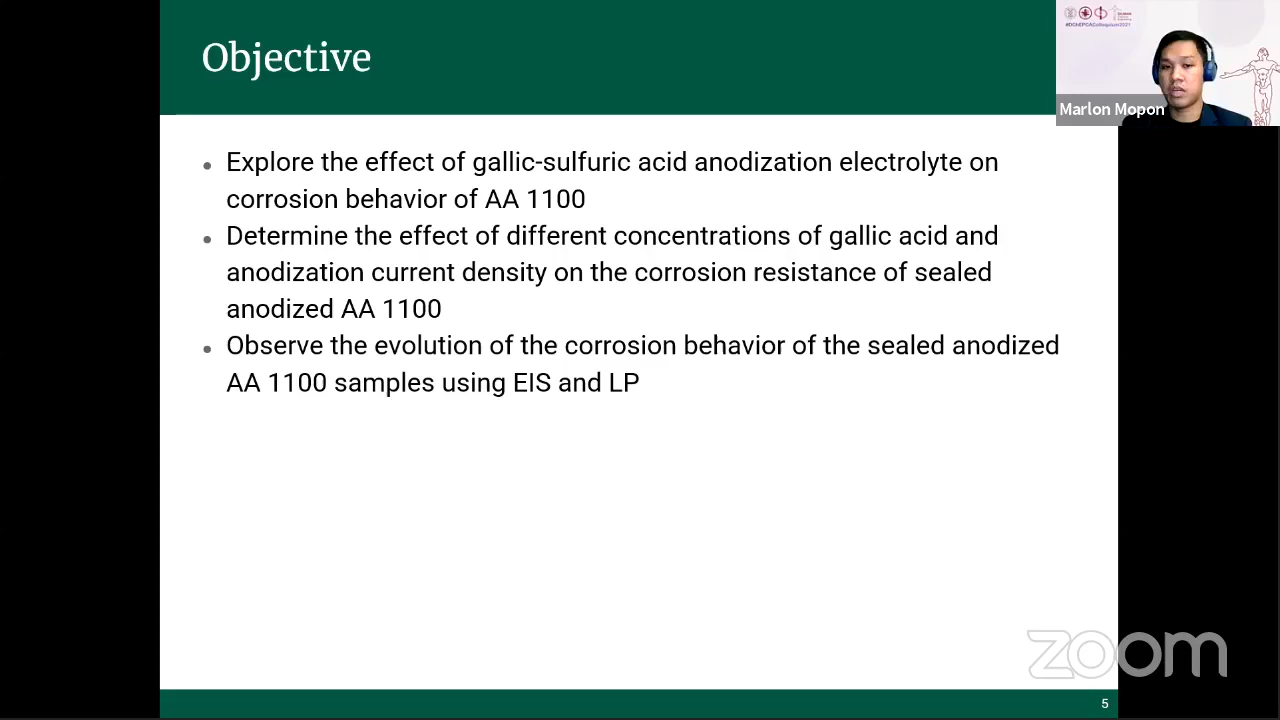 Objective
#DChEPGAColloquium2021
Marlon Mopon
• Explore the effect of gallic-sulfuric acid anodization electrolyte on
corrosion behavior of AA 1100
• Determine the effect of different concentrations of gallic acid and
anodization current density on the corrosion resistance of sealed
anodized AA 1100
• Observe the evolution of the corrosion behavior of the sealed anodized
AA 1100 samples using EIS and LP
zoom
5